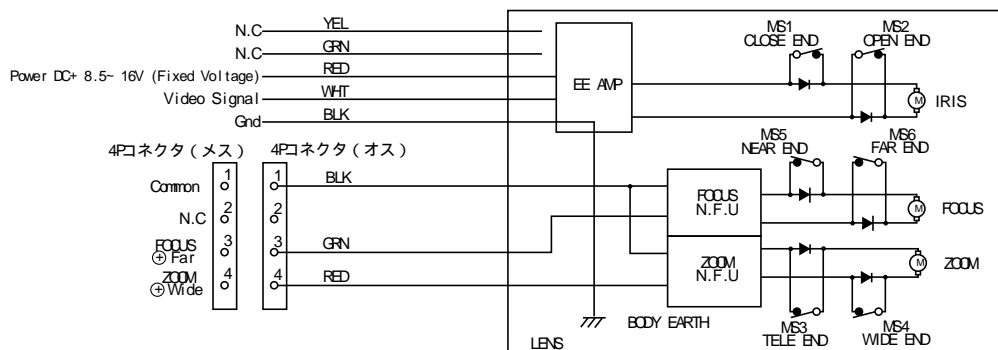 N.C YEL
N.C GRN
Power DC+ 8.5~ 16V (Fixed Voltage) RED
Video Signal WHT
Gnd BLK
EE AMP
MS1
CLOSE END
MS2
OPEN END
M IRIS
4Pコネクタ（メス）
4Pコネクタ（オス）
Common 1
N.C 2
FOCUS
⊕ Far 3
ZOOM
⊕ Wide 4
1 BLK
2
3 GRN
4 RED
FOCUS
N.F.U
ZOOM
N.F.U
MS5
NEAR END
MS6
FAR END
M FOCUS
M ZOOM
MS3
TELE END
MS4
WIDE END
BODY EARTH
LENS